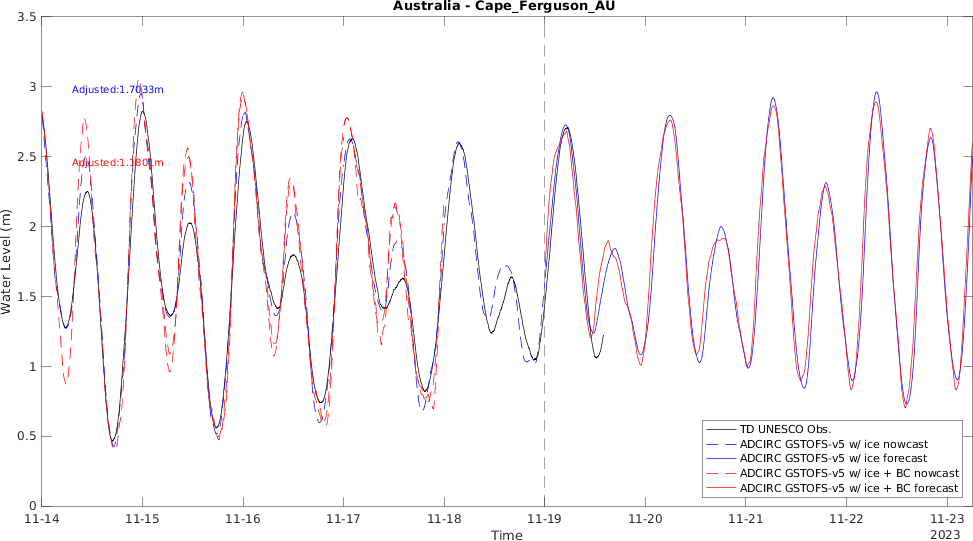 Australia - Cape_Ferguson_AU
3.5
3
2.5
2
1.5
1
0.5
0
Water Level (m)
Adjusted:1.7033m
Adjusted:1.1801m
TD UNESCO Obs.
ADCIRC GSTOFS-v5 w/ ice nowcast
ADCIRC GSTOFS-v5 w/ ice forecast
ADCIRC GSTOFS-v5 w/ ice + BC nowcast
ADCIRC GSTOFS-v5 w/ ice + BC forecast
11-14 11-15 11-16 11-17 11-18 11-19 11-20 11-21 11-22 11-23
2023
Time